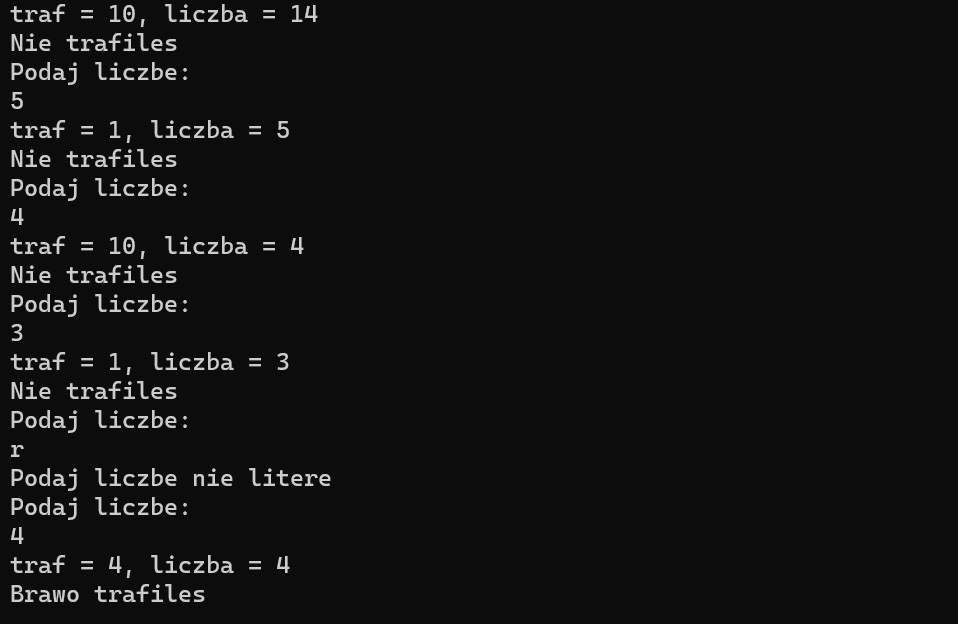 traf = 10, liczba = 14
Nie trafiles
Podaj liczbe:
5
traf = 1, liczba = 5
Nie trafiles
Podaj liczbe:
4
traf = 10, liczba = 4
Nie trafiles
Podaj liczbe:
3
traf = 1, liczba = 3
Nie trafiles
Podaj liczbe:
r
Podaj liczbe nie litere
Podaj liczbe:
4
traf = 4, liczba = 4
Brawo trafiles